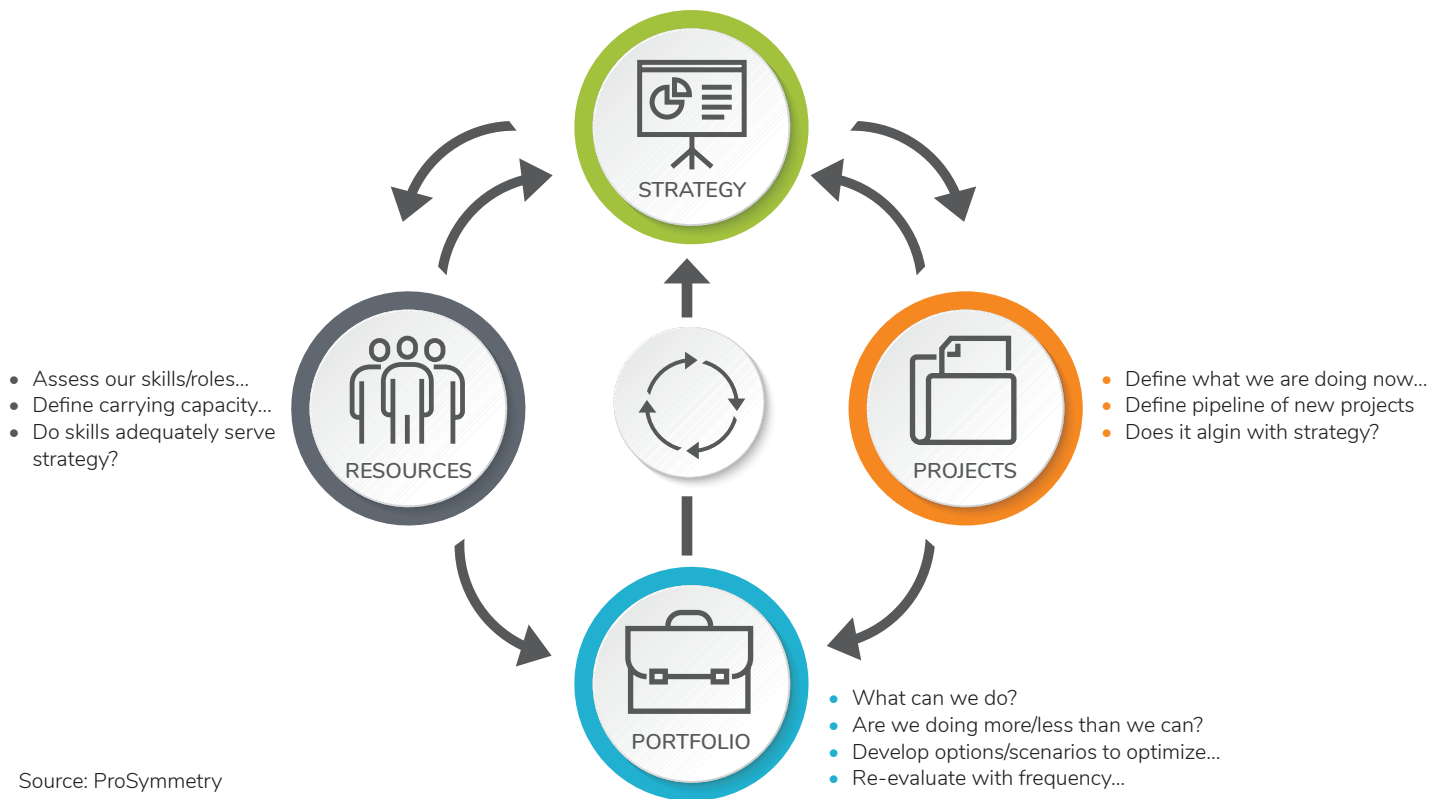 STRATEGY
• Assess our skills/roles...
• Define carrying capacity...
• Do skills adequately serve
strategy?
RESOURCES
PROJECTS
• Define what we are doing now...
• Define pipeline of new projects
• Does it algin with strategy?
PORTFOLIO
• What can we do?
• Are we doing more/less than we can?
• Develop options/scenarios to optimize...
• Re-evaluate with frequency...
Source: ProSymmetry